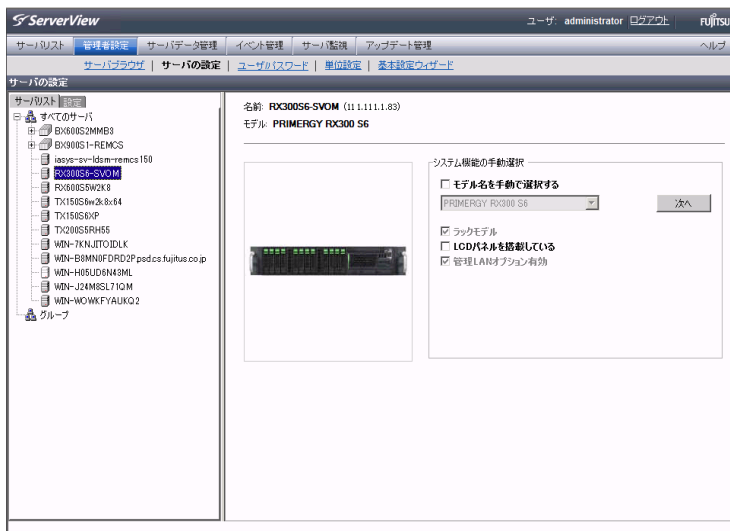 ServerView ユーザ: administrator ログアウト FUJITSU
サーバリスト 管理者設定 サーバデータ管理 イベント管理 サーバ監視 アップデート管理 ヘルプ
サーバブラウザ | サーバの設定 | ユーザ/パスワード | 単位設定 | 基本設定ウィザード
サーバの設定
サーバリスト 設定
すべてのサーバ
BX600S2MMB3
BX900S1-REMCS
iasys-sv-ldsm-remcs150
RX300S6-SVOM
RX600S5W2K8
TX150S6w2k8x64
TX150S6XP
TX200S5RH55
WIN-7KNJJTOIDLK
WIN-B8MN0FDRD2P.psd.cs.fujitus.co.jp
WIN-H05UD6N43ML
WIN-J24M8SL71QM
WIN-WOWKFYAUKQ2
グループ
名前: RX300S6-SVOM (111.111.1.83)
モデル: PRIMERGY RX300 S6
システム機能の手動選択
モデル名を手動で選択する
PRIMERGY RX300 S6 次へ
ラックモデル
LCDパネルを搭載している
管理LANオプション有効